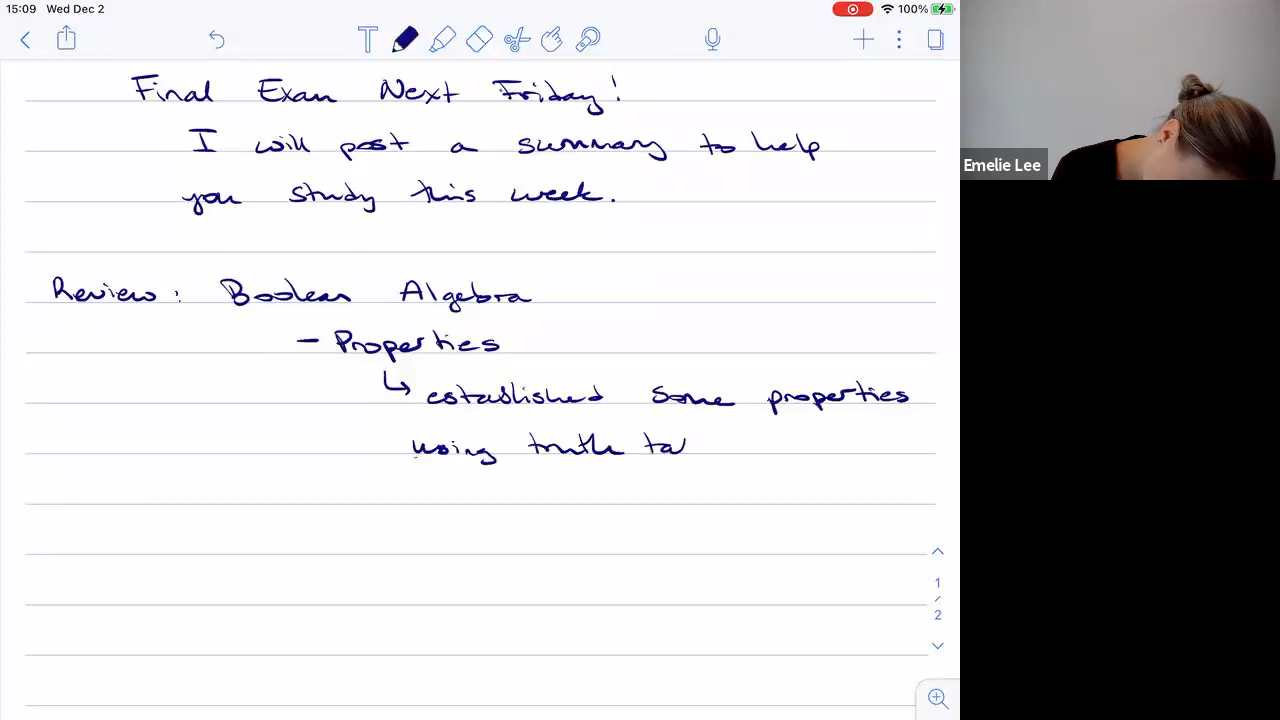 15:09 Wed Dec 2
100%
Final Exam Next Friday!
I will post a summary to help
you study this week.
Emelie Lee
Review: Boolean Algebra
- Properties
↳ established some properties
using truth ta
1
/
2